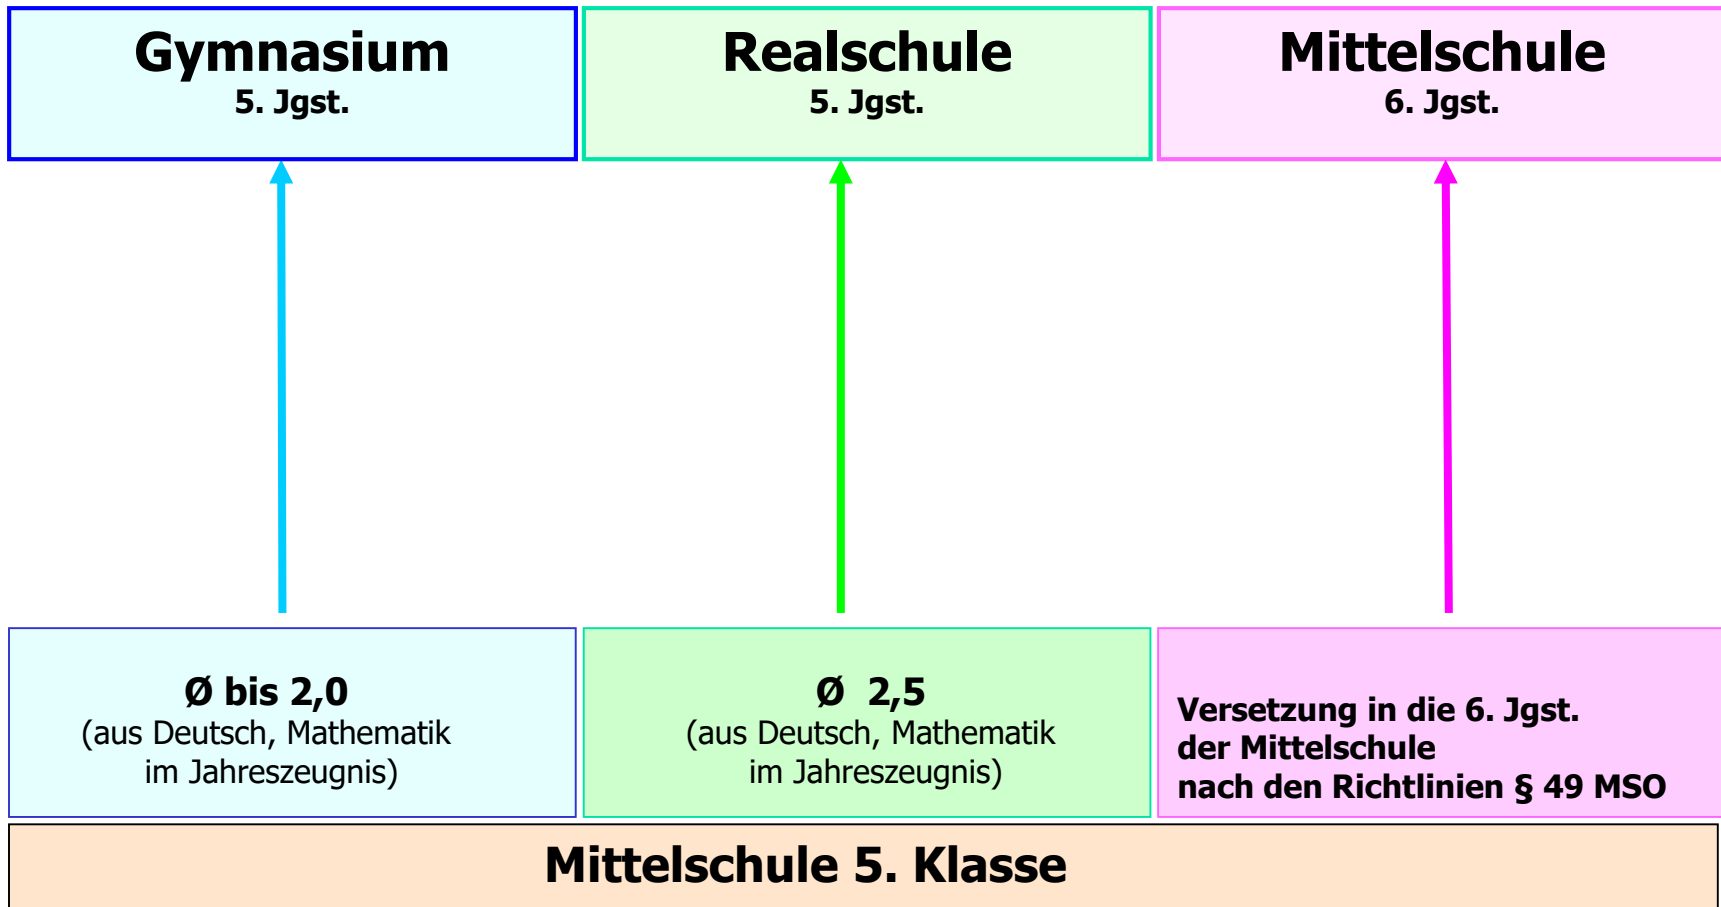 Gymnasium
5. Jgst.
Realschule
5. Jgst.
Mittelschule
6. Jgst.
Ø bis 2,0
(aus Deutsch, Mathematik
im Jahreszeugnis)
Ø 2,5
(aus Deutsch, Mathematik
im Jahreszeugnis)
Versetzung in die 6. Jgst.
der Mittelschule
nach den Richtlinien § 49 MSO
Mittelschule 5. Klasse